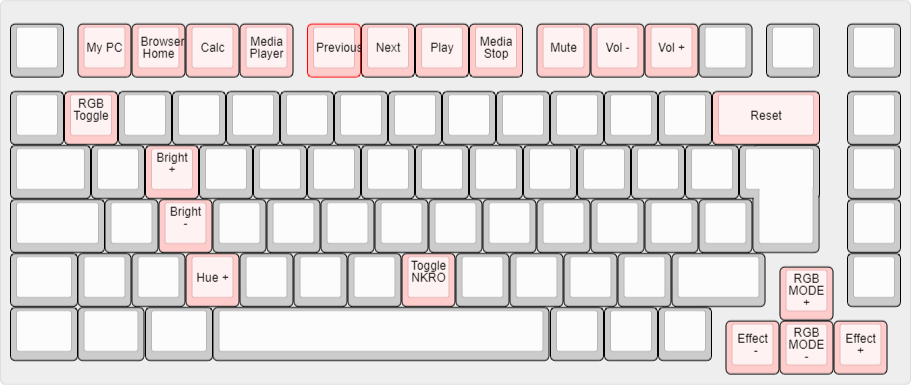 My PC
Browser
Home
Calc
Media
Player
Previous
Next
Play
Media
Stop
Mute
Vol -
Vol +
RGB
Toggle
Reset
Bright
+
Bright
-
Hue +
Toggle
NKRO
RGB
MODE
+
Effect
-
RGB
MODE
-
Effect
+